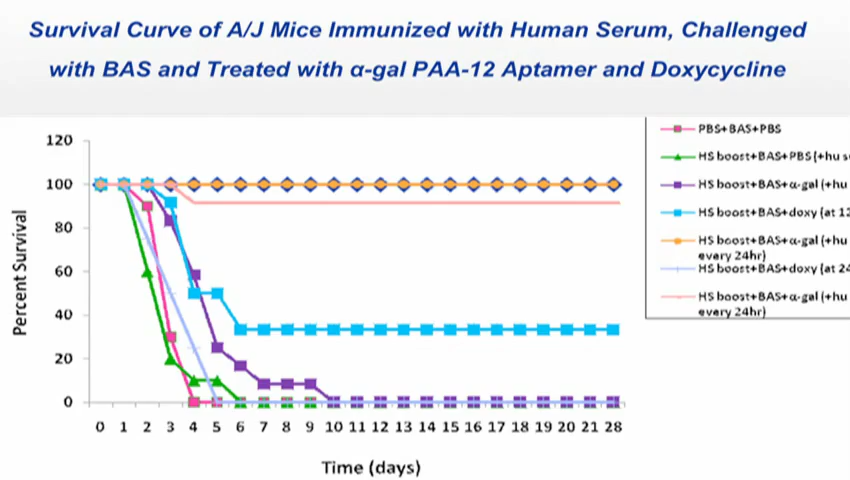 Survival Curve of A/J Mice Immunized with Human Serum, Challenged
with BAS and Treated with α-gal PAA-12 Aptamer and Doxycycline
120
100
80
60
40
20
0
Percent Survival
0 1 2 3 4 5 6 7 8 9 10 11 12 13 14 15 16 17 18 19 20 21 28
Time (days)
PBS+BAS+PBS
HS boost+BAS+PBS (+hu s
HS boost+BAS+α-gal (+hu
HS boost+BAS+doxy (at 12
HS boost+BAS+α-gal (+hu
every 24hr)
HS boost+BAS+doxy (at 24
HS boost+BAS+α-gal (+hu
every 24hr)